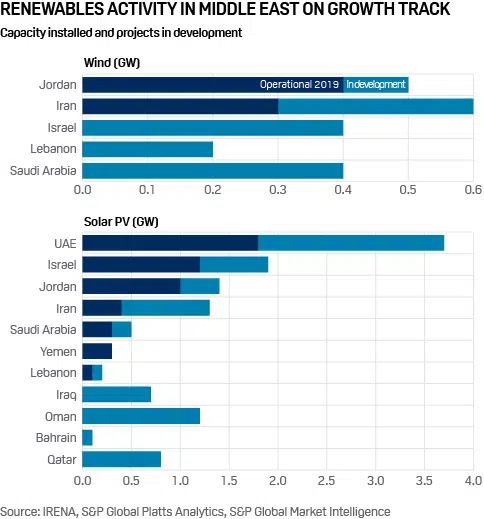 RENEWABLES ACTIVITY IN MIDDLE EAST ON GROWTH TRACK
Capacity installed and projects in development
Wind (GW)
Jordan Operational 2019 In development
Iran
Israel
Lebanon
Saudi Arabia
0.0 0.1 0.2 0.3 0.4 0.5 0.6
Solar PV (GW)
UAE
Israel
Jordan
Iran
Saudi Arabia
Yemen
Lebanon
Iraq
Oman
Bahrain
Qatar
0.0 0.5 1.0 1.5 2.0 2.5 3.0 3.5 4.0
Source: IRENA, S&P Global Platts Analytics, S&P Global Market Intelligence